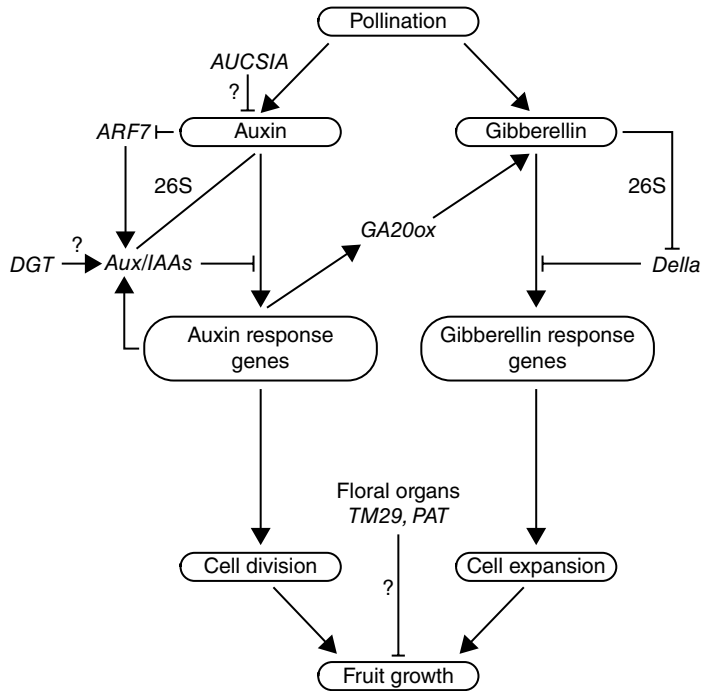 Pollination
AUCSIA
?
ARF7
Auxin
Gibberellin
26S
26S
GA20ox
?
DGT
Aux/IAAs
Della
Auxin response
genes
Gibberellin response
genes
Floral organs
TM29, PAT
Cell division
?
Cell expansion
Fruit growth